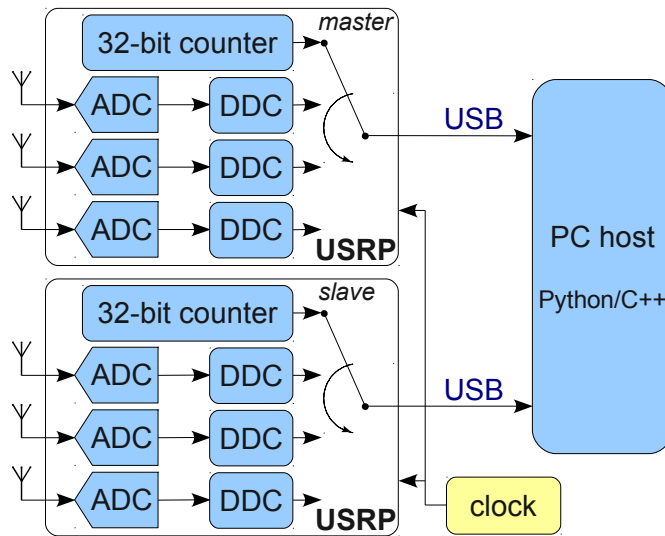 master
32-bit counter
ADC DDC
USB
ADC DDC
ADC DDC
USRP
PC host
Python/C++
slave
32-bit counter
ADC DDC
USB
ADC DDC
ADC DDC
USRP
clock